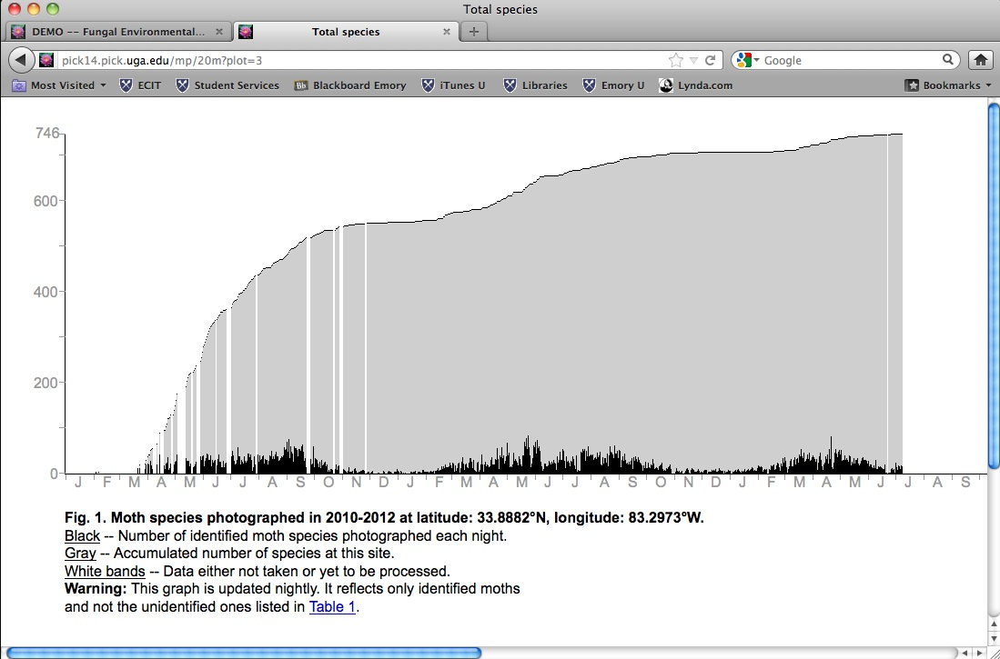 Total species
DEMO -- Fungal Environmental...
Total species
pick14.pick.uga.edu/mp/20m?plot=3
Google
Most Visited
ECIT
Student Services
Bb Blackboard Emory
iTunes U
Libraries
Emory U
Lynda.com
Bookmarks
746
600
400
200
0
J F M A M J J A S O N D J F M A M J J A S O N D J F M A M J J A S
Fig. 1. Moth species photographed in 2010-2012 at latitude: 33.8882°N, longitude: 83.2973°W.
Black -- Number of identified moth species photographed each night.
Gray -- Accumulated number of species at this site.
White bands -- Data either not taken or yet to be processed.
Warning: This graph is updated nightly. It reflects only identified moths
and not the unidentified ones listed in Table 1.